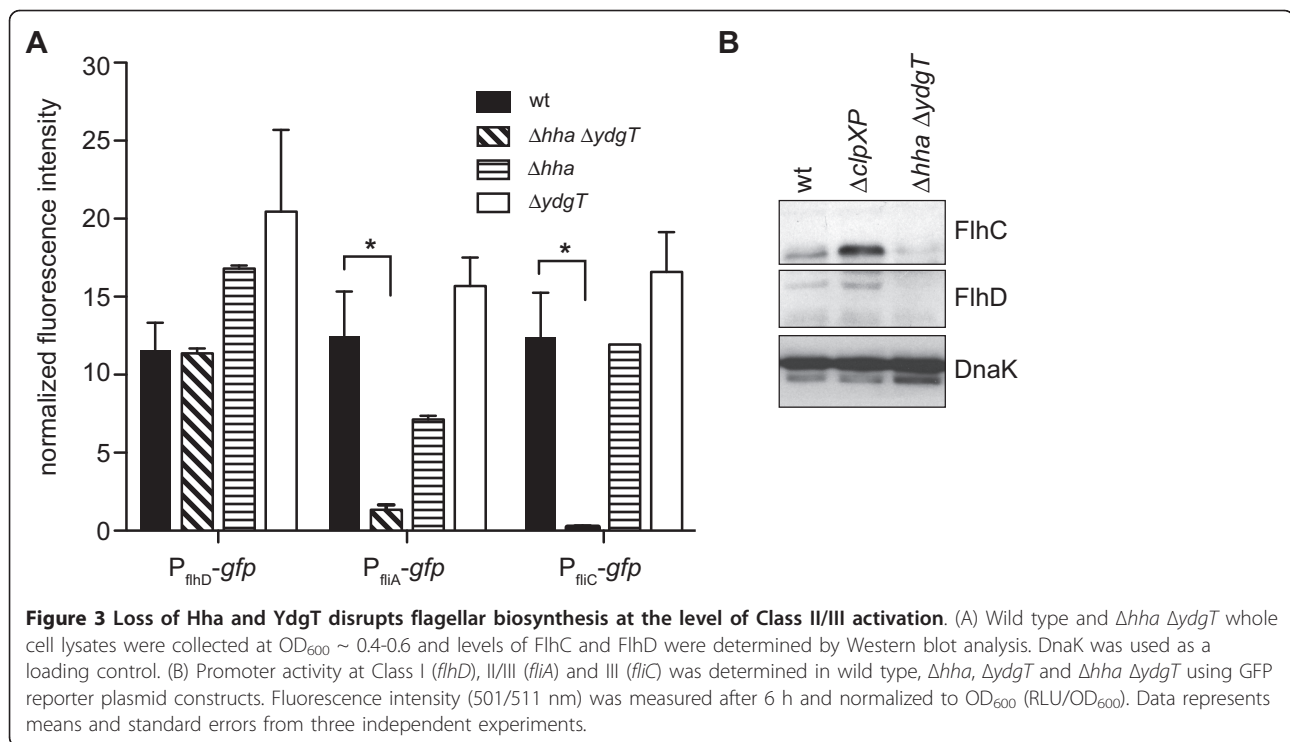 A
B
30
25
20
15
10
5
0
normalized fluorescence intensity
wt
Δhha ΔydgT
Δhha
ΔydgT
*
*
PflhD-gfp
PfliA-gfp
PfliC-gfp
wt
ΔclpXP
Δhha ΔydgT
FlhC
FlhD
DnaK
Figure 3 Loss of Hha and YdgT disrupts flagellar biosynthesis at the level of Class II/III activation. (A) Wild type and Δhha ΔydgT whole
cell lysates were collected at OD600 ~ 0.4-0.6 and levels of FlhC and FlhD were determined by Western blot analysis. DnaK was used as a
loading control. (B) Promoter activity at Class I (flhD), II/III (fliA) and III (fliC) was determined in wild type, Δhha, ΔydgT and Δhha ΔydgT using GFP
reporter plasmid constructs. Fluorescence intensity (501/511 nm) was measured after 6 h and normalized to OD600 (RLU/OD600). Data represents
means and standard errors from three independent experiments.